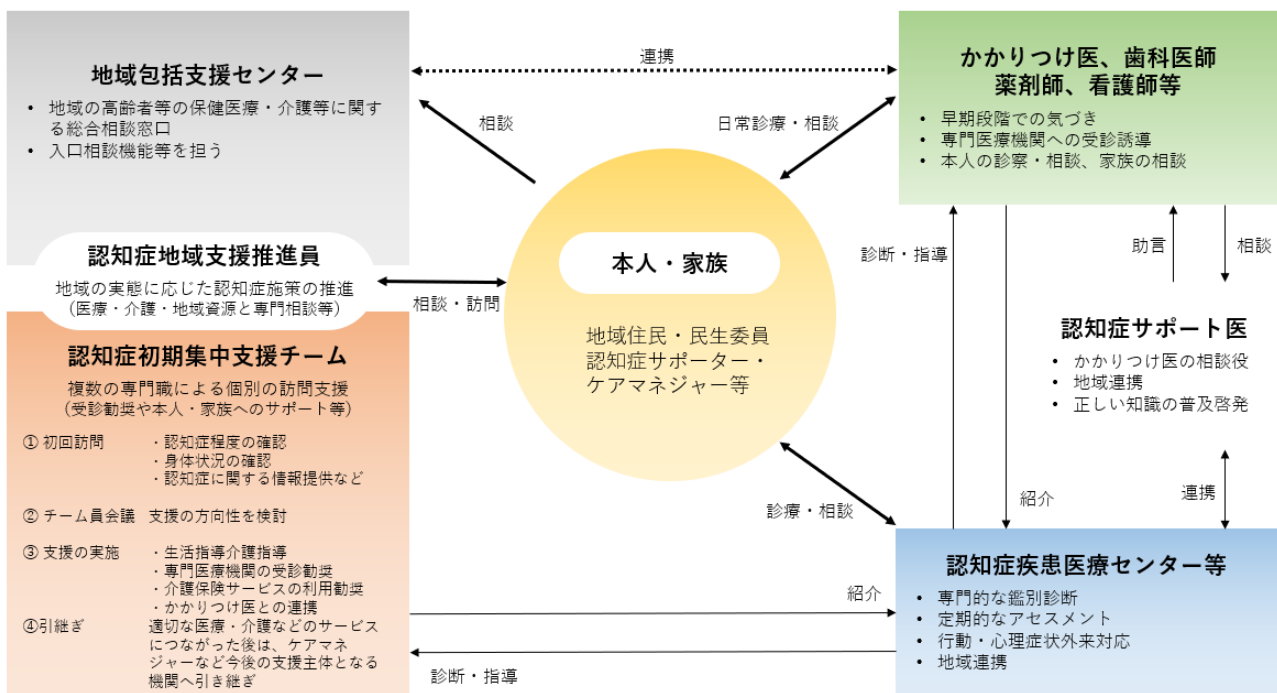 地域包括支援センター
• 地域の高齢者等の保健医療・介護等に関す
る総合相談窓口
• 入口相談機能等を担う
連携
相談
日常診療・相談
かかりつけ医、歯科医師
薬剤師、看護師等
• 早期段階での気づき
• 専門医療機関への受診誘導
• 本人の診察・相談、家族の相談
認知症地域支援推進員
地域の実態に応じた認知症施策の推進
(医療・介護・地域資源と専門相談等)
相談・訪問
本人・家族
地域住民・民生委員
認知症サポーター・
ケアマネジャー等
診断・指導
助言
相談
認知症サポート医
• かかりつけ医の相談役
• 地域連携
• 正しい知識の普及啓発
認知症初期集中支援チーム
複数の専門職による個別の訪問支援
(受診勧奨や本人・家族へのサポート等)
① 初回訪問 ・認知症程度の確認
・身体状況の確認
・認知症に関する情報提供など
② チーム員会議 支援の方向性を検討
③ 支援の実施 ・生活指導介護指導
・専門医療機関の受診勧奨
・介護保険サービスの利用勧奨
・かかりつけ医との連携
④引継ぎ 適切な医療・介護などのサービス
につながった後は、ケアマネ
ジャーなど今後の支援主体となる
機関へ引き継ぎ
診療・相談
紹介
連携
紹介
診断・指導
認知症疾患医療センター等
• 専門的な鑑別診断
• 定期的なアセスメント
• 行動・心理症状外来対応
• 地域連携